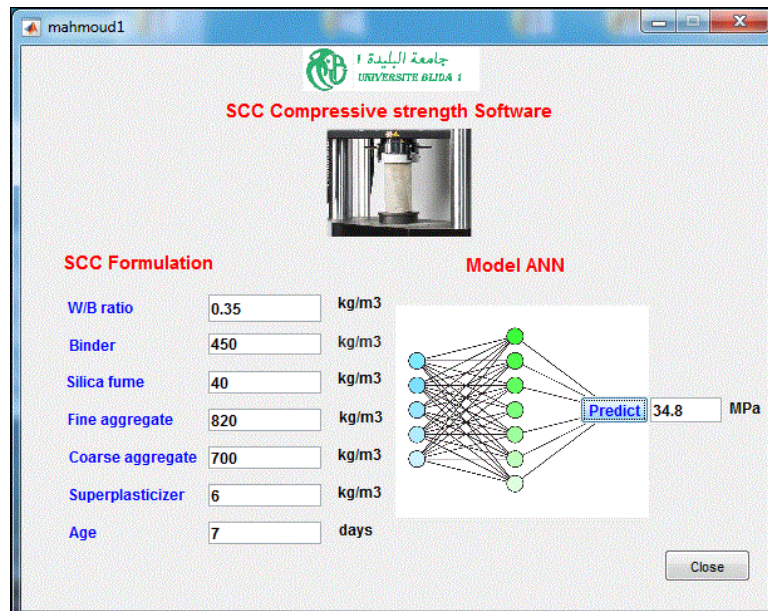 mahmoud1
جامعة البليدة ١
UNIVERSITE BLIDA 1
SCC Compressive strength Software
SCC Formulation
Model ANN
W/B ratio 0.35 kg/m3
Binder 450 kg/m3
Silica fume 40 kg/m3
Fine aggregate 820 kg/m3
Coarse aggregate 700 kg/m3
Superplasticizer 6 kg/m3
Age 7 days
Predict 34.8 MPa
Close